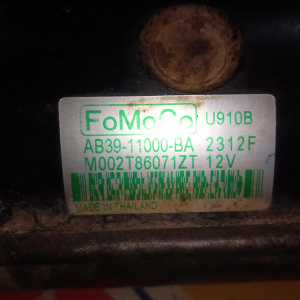 FoMoCo U910B
AB39-11000-BA 2312F
M002T86071ZT 12V
MADE IN THAILAND